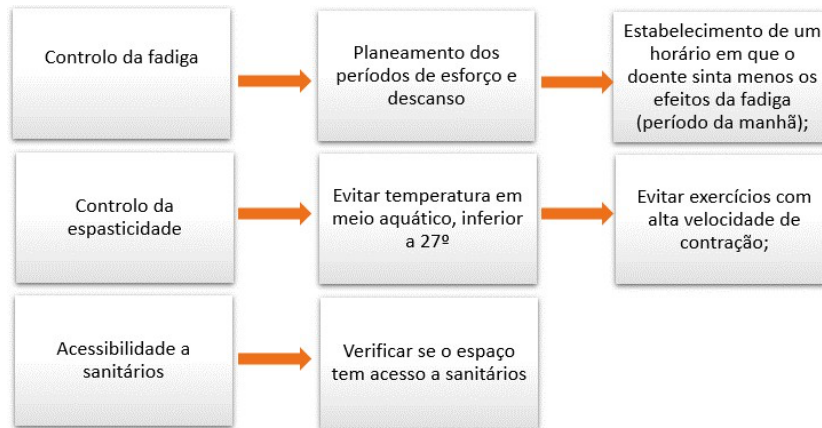 Controlo da fadiga
Planeamento dos
períodos de esforço e
descanso
Estabelecimento de um
horário em que o
doente sinta menos os
efeitos da fadiga
(período da manhã);
Controlo da
espasticidade
Evitar temperatura em
meio aquático, inferior
a 27º
Evitar exercícios com
alta velocidade de
contração;
Acessibilidade a
sanitários
Verificar se o espaço
tem acesso a sanitários